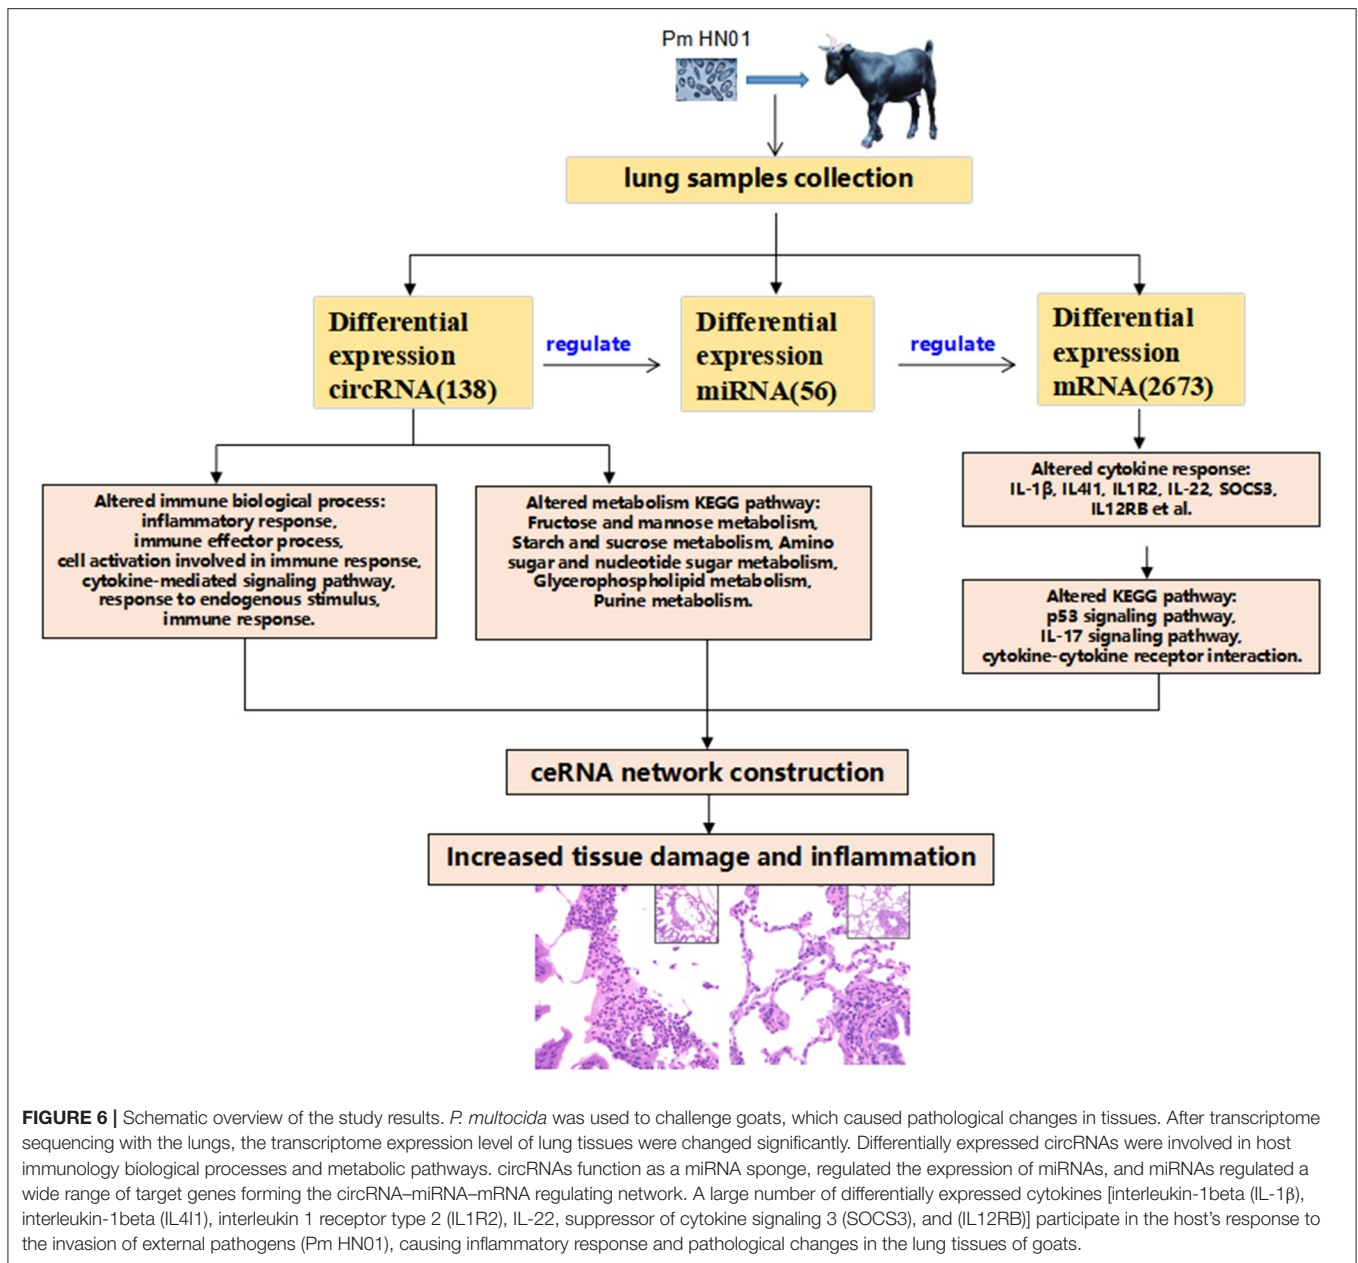 Pm HN01
lung samples collection
Differential
expression
circRNA(138)
regulate
Differential
expression
miRNA(56)
regulate
Differential
expression
mRNA(2673)
Altered immune biological process:
inflammatory response,
immune effector process,
cell activation involved in immune response,
cytokine-mediated signaling pathway,
response to endogenous stimulus,
immune response.
Altered metabolism KEGG pathway:
Fructose and mannose metabolism,
Starch and sucrose metabolism, Amino
sugar and nucleotide sugar metabolism,
Glycerophospholipid metabolism,
Purine metabolism.
Altered cytokine response:
IL-1β, IL4I1, IL1R2, IL-22, SOCS3,
IL12RB et al.
Altered KEGG pathway:
p53 signaling pathway,
IL-17 signaling pathway,
cytokine-cytokine receptor interaction.
ceRNA network construction
Increased tissue damage and inflammation
FIGURE 6 | Schematic overview of the study results. P. multocida was used to challenge goats, which caused pathological changes in tissues. After transcriptome
sequencing with the lungs, the transcriptome expression level of lung tissues were changed significantly. Differentially expressed circRNAs were involved in host
immunology biological processes and metabolic pathways. circRNAs function as a miRNA sponge, regulated the expression of miRNAs, and miRNAs regulated a
wide range of target genes forming the circRNA–miRNA–mRNA regulating network. A large number of differentially expressed cytokines [interleukin-1beta (IL-1β),
interleukin-1beta (IL4I1), interleukin 1 receptor type 2 (IL1R2), IL-22, suppressor of cytokine signaling 3 (SOCS3), and (IL12RB)] participate in the host's response to
the invasion of external pathogens (Pm HN01), causing inflammatory response and pathological changes in the lung tissues of goats.